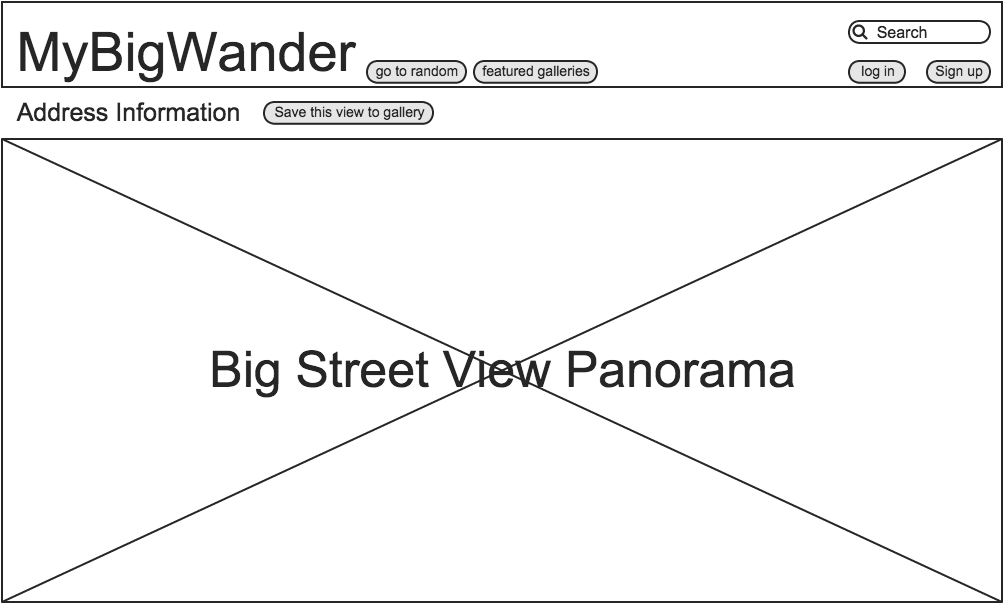 MyBigWander
go to random
featured galleries
Search
log in
Sign up
Address Information
Save this view to gallery
Big Street View Panorama